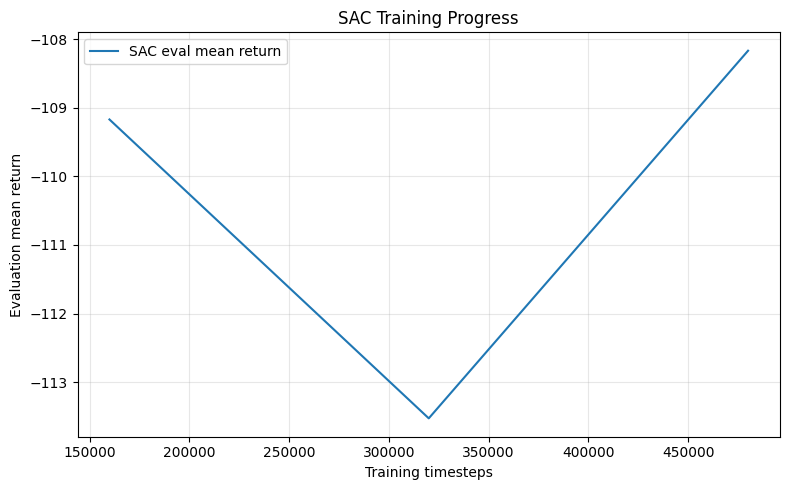 SAC Training Progress
SAC eval mean return
−108
−109
−110
−111
−112
−113
Evaluation mean return
150000 200000 250000 300000 350000 400000 450000
Training timesteps